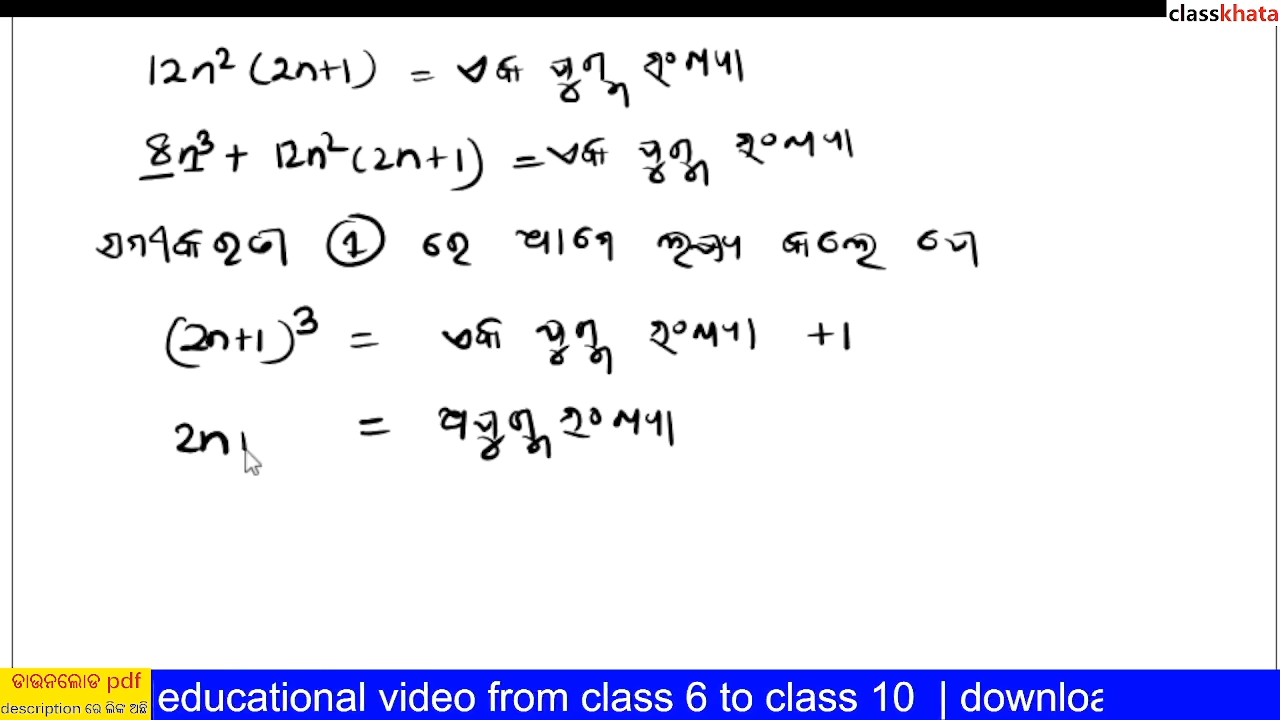 classkhata
12n² (2n+1) = ଏକ ଯୁଗ୍ମ ସଂଖ୍ୟା
8n³ + 12n² (2n+1) = ଏକ ଯୁଗ୍ମ ସଂଖ୍ୟା
ସମୀକରଣ ① ରେ ଆମେ କଲେ ଯେ
(2n+1)³ = ଏକ ଯୁଗ୍ମ ସଂଖ୍ୟା +1
2n = ଅଯୁଗ୍ମ ସଂଖ୍ୟା
ଡାଉନଲୋଡ pdf
description ରେ ଲିଙ୍କ ଅଛି
educational video from class 6 to class 10 | downloa